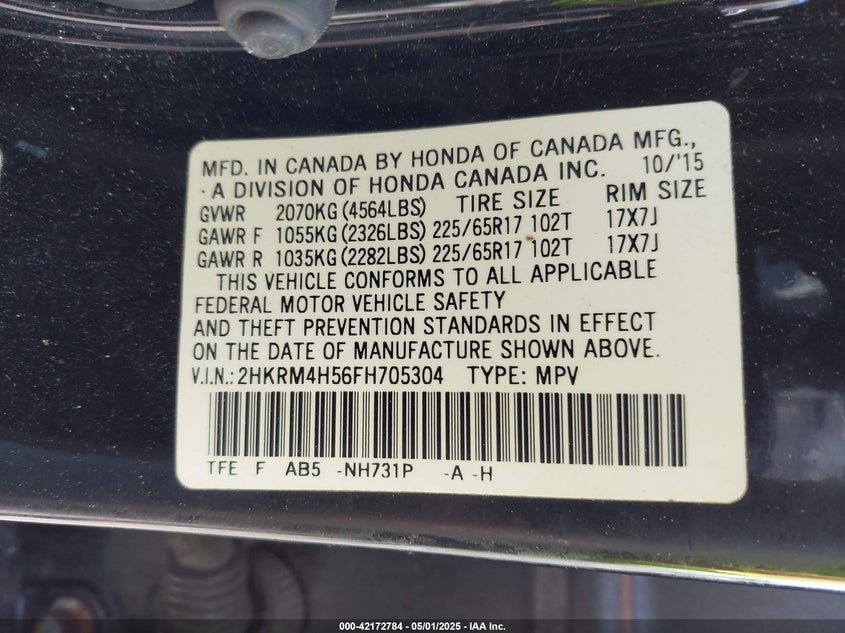 MFD. IN CANADA BY HONDA OF CANADA MFG.,
A DIVISION OF HONDA CANADA INC. 10/'15
GVWR 2070KG (4564LBS) TIRE SIZE RIM SIZE
GAWR F 1055KG (2326LBS) 225/65R17 102T 17X7J
GAWR R 1035KG (2282LBS) 225/65R17 102T 17X7J
THIS VEHICLE CONFORMS TO ALL APPLICABLE
FEDERAL MOTOR VEHICLE SAFETY
AND THEFT PREVENTION STANDARDS IN EFFECT
ON THE DATE OF MANUFACTURE SHOWN ABOVE.
V.I.N.: 2HKRM4H56FH705304 TYPE: MPV
TFE F AB5 -NH731P -A -H
000-42172784 - 05/01/2025 - IAA Inc.